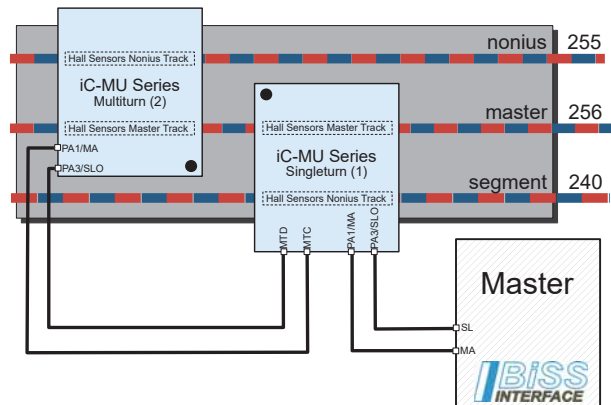 nonius 255
Hall Sensors Nonius Track
iC-MU Series
Multiturn (2)
master 256
Hall Sensors Master Track
Hall Sensors Master Track
PA1/MA
iC-MU Series
Singleturn (1)
PA3/SLO
segment 240
Hall Sensors Nonius Track
MTD
MTC
PA1/MA
PA3/SLO
Master
SL
MA
BiSS
INTERFACE